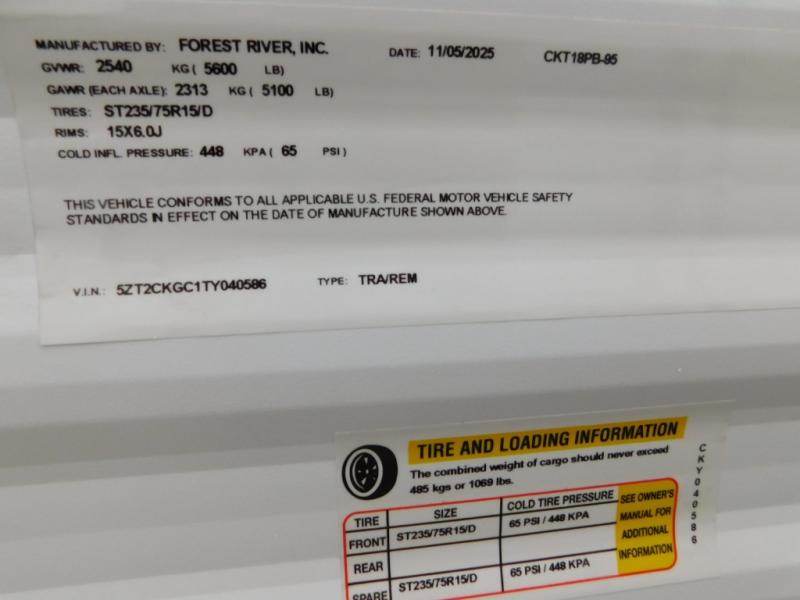 MANUFACTURED BY: FOREST RIVER, INC. DATE: 11/05/2025 CKT18PB-95
GVWR: 2540 KG ( 5600 LB)
GAWR (EACH AXLE): 2313 KG ( 5100 LB)
TIRES: ST235/75R15/D
RIMS: 15X6.0J
COLD INFL. PRESSURE: 448 KPA ( 65 PSI )
THIS VEHICLE CONFORMS TO ALL APPLICABLE U.S. FEDERAL MOTOR VEHICLE SAFETY
STANDARDS IN EFFECT ON THE DATE OF MANUFACTURE SHOWN ABOVE.
V.I.N.: 5ZT2CKGC1TY040586 TYPE: TRA/REM
TIRE AND LOADING INFORMATION
The combined weight of cargo should never exceed
485 kgs or 1069 lbs.
TIRE SIZE COLD TIRE PRESSURE
FRONT ST235/75R15/D 65 PSI / 448 KPA
REAR
SPARE ST235/75R15/D 65 PSI / 448 KPA
SEE OWNER'S
MANUAL FOR
ADDITIONAL
INFORMATION
CKY040586